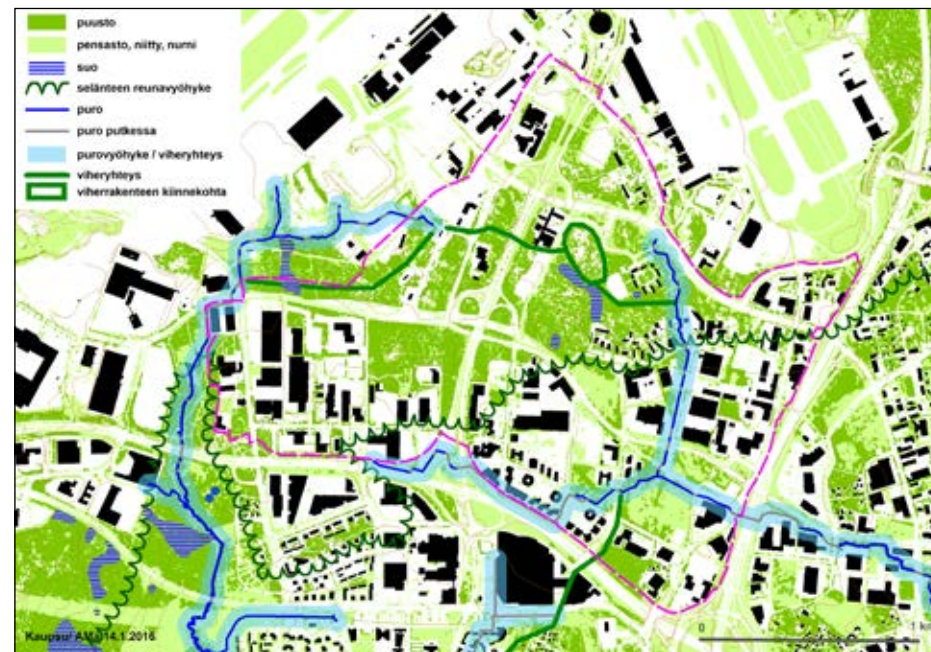 puusto
pensasto, niitty, nurmi
suo
selänteen reunavyöhyke
puro
puro putkessa
purovyöhyke / viheryhteys
viheryhteys
viherrakenteen kiinnekohta
Kaupsu/ AM/ 14.1.2016
0 1 km